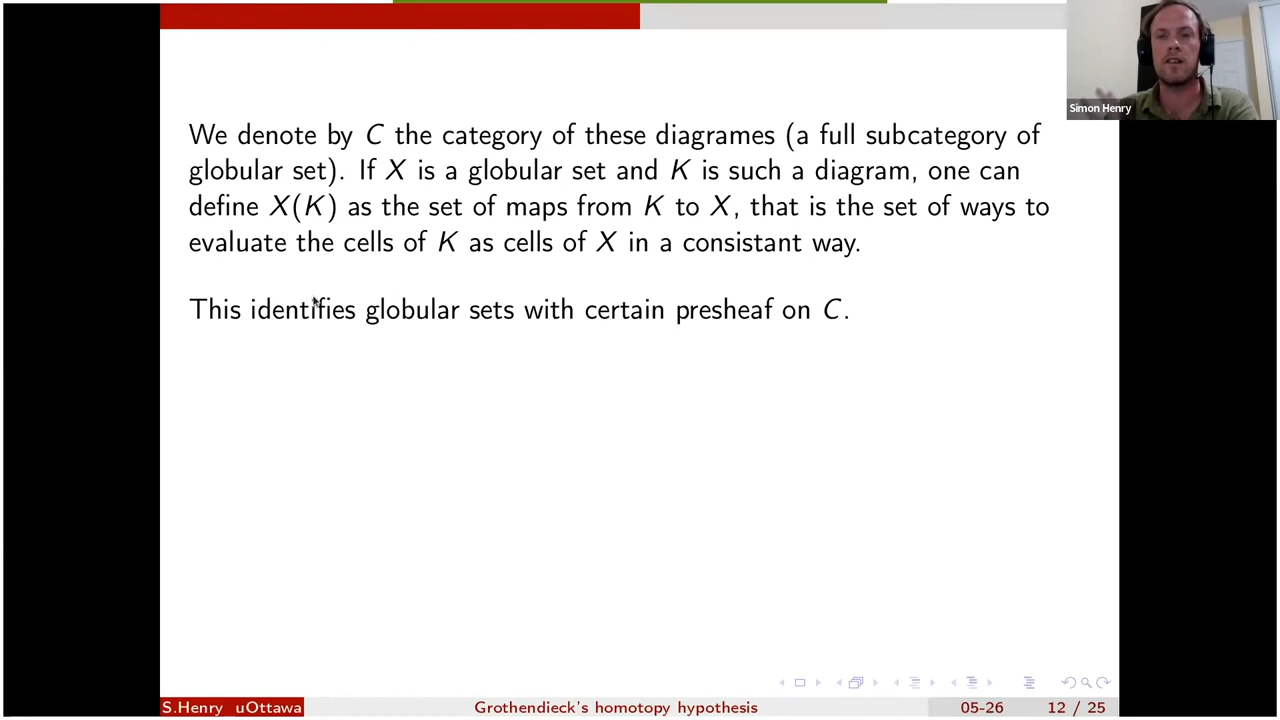 Simon Henry
We denote by C the category of these diagrames (a full subcategory of
globular set). If X is a globular set and K is such a diagram, one can
define X(K) as the set of maps from K to X, that is the set of ways to
evaluate the cells of K as cells of X in a consistant way.
This identifies globular sets with certain presheaf on C.
S.Henry uOttawa
Grothendieck's homotopy hypothesis
05-26
12 / 25